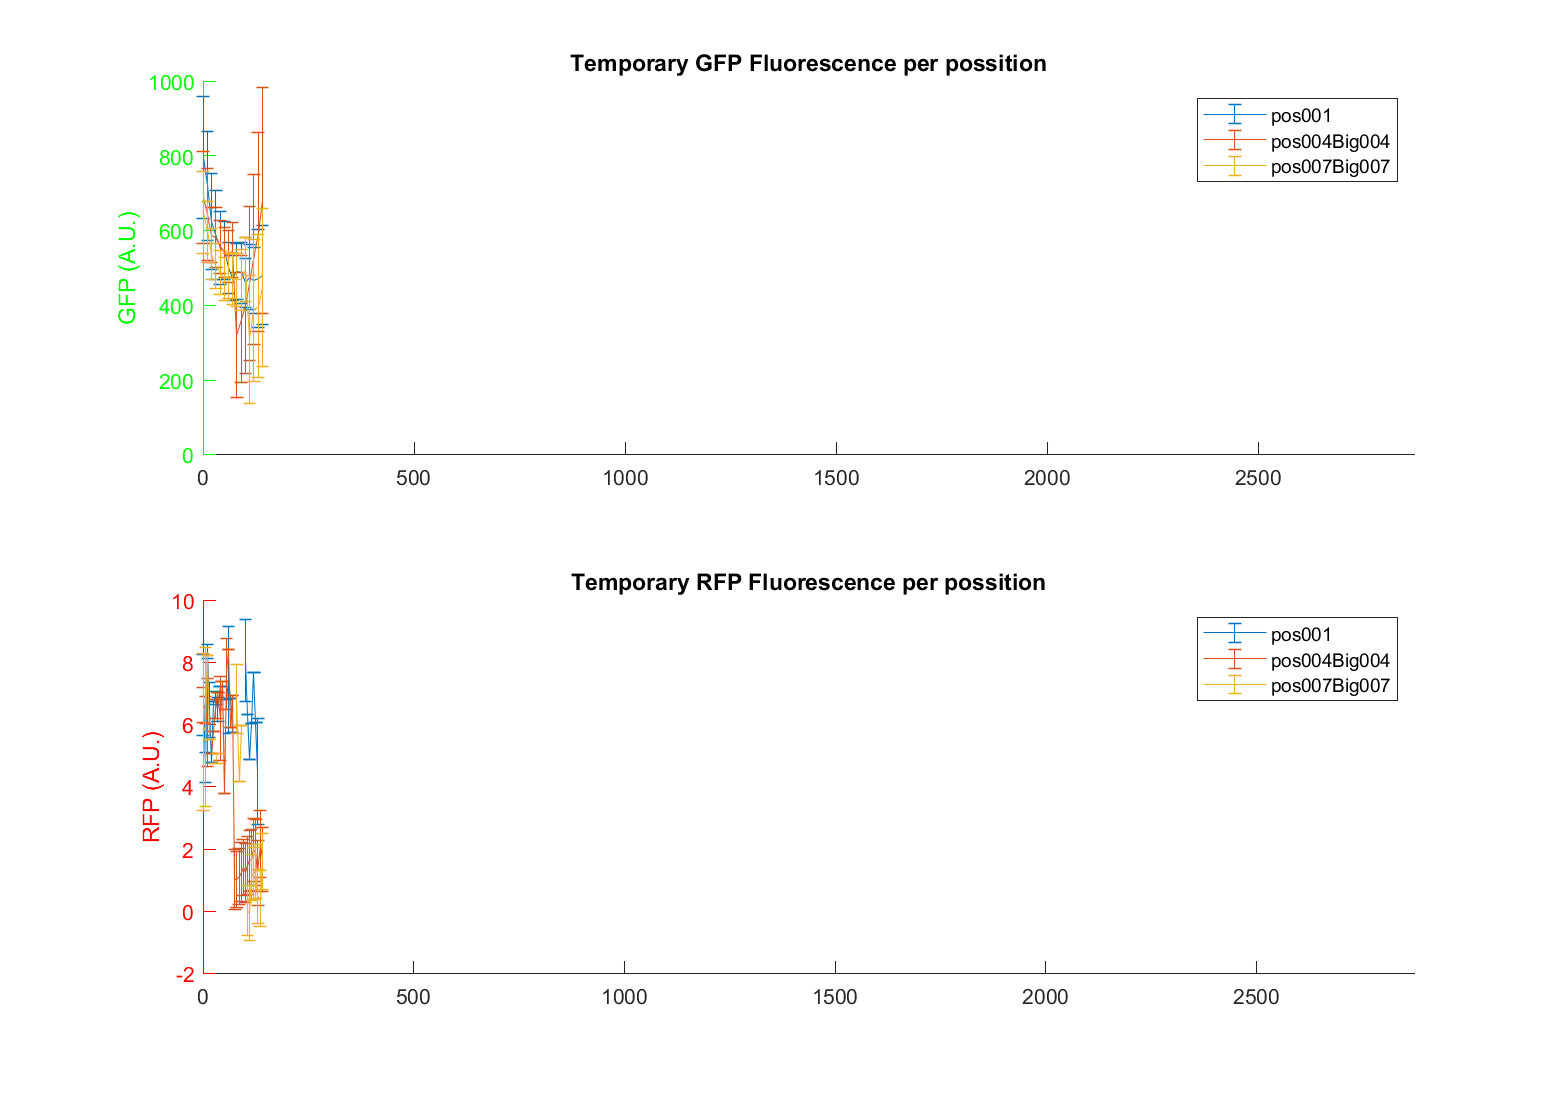 Temporary GFP Fluorescence per possition
GFP (A.U.)
1000
800
600
400
200
0
0 500 1000 1500 2000 2500
pos001
pos004Big004
pos007Big007
Temporary RFP Fluorescence per possition
RFP (A.U.)
10
8
6
4
2
0
-2
0 500 1000 1500 2000 2500
pos001
pos004Big004
pos007Big007